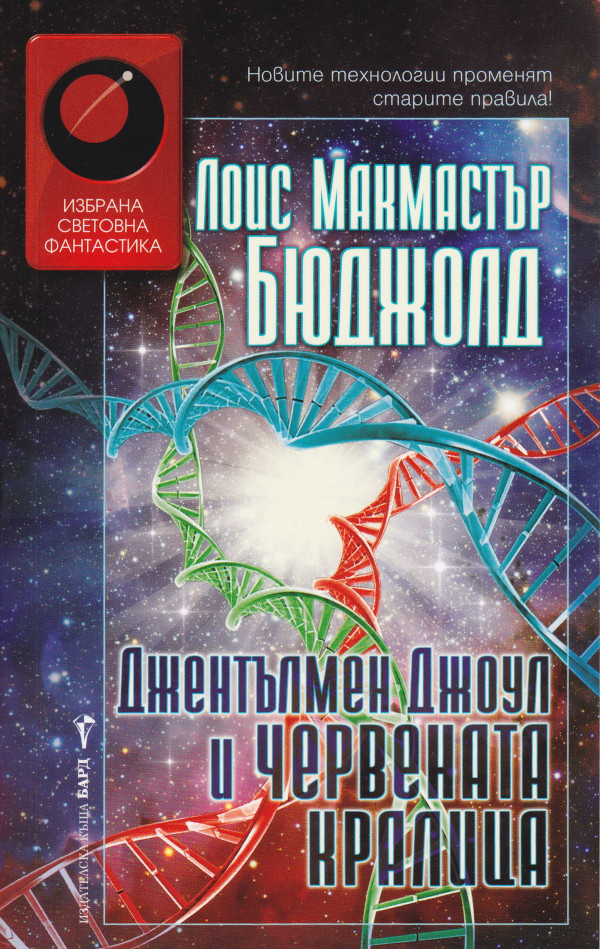 Новите технологии променят
старите правила!
ИЗБРАНА
СВЕТОВНА
ФАНТАСТИКА
Лоис Макмастър
Бюджолд
Джентълмен Джоул
и Червената
кралица
ИЗДАТЕЛСКА КЪЩА БАРД